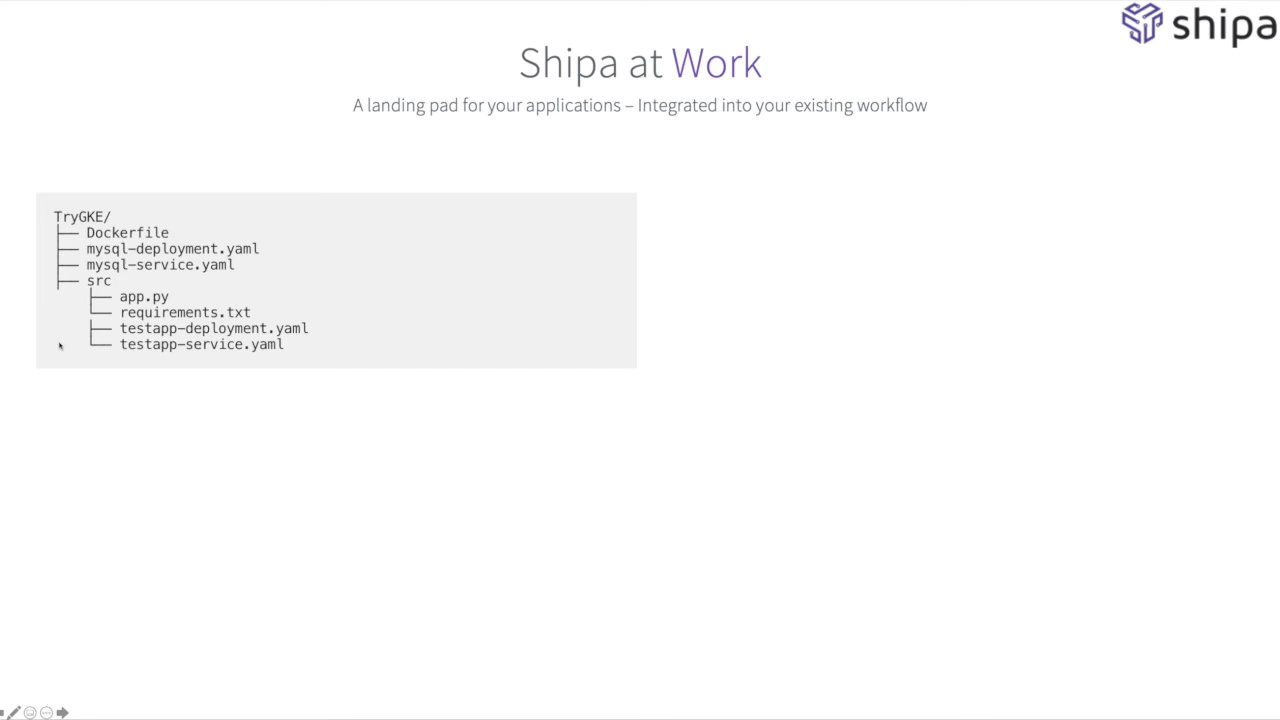 shipa
Shipa at Work
A landing pad for your applications – Integrated into your existing workflow
TryGKE/
├── Dockerfile
├── mysql-deployment.yaml
├── mysql-service.yaml
├── src
    ├── app.py
    └── requirements.txt
    ├── testapp-deployment.yaml
    └── testapp-service.yaml